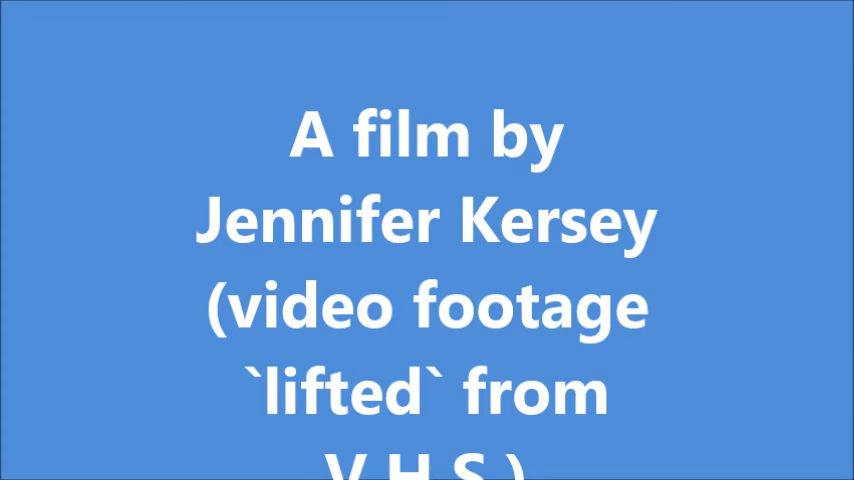 A film by
Jennifer Kersey
(video footage
`lifted` from
V.H.S.)